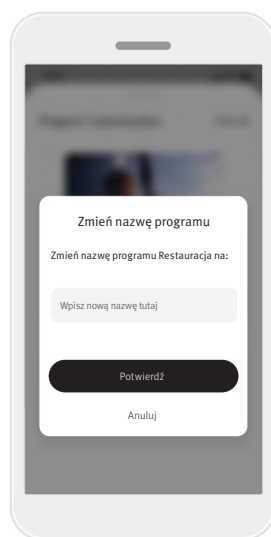 Zmień nazwę programu
Zmień nazwę programu Restauracja na:
Wpisz nową nazwę tutaj
Potwierdź
Anuluj